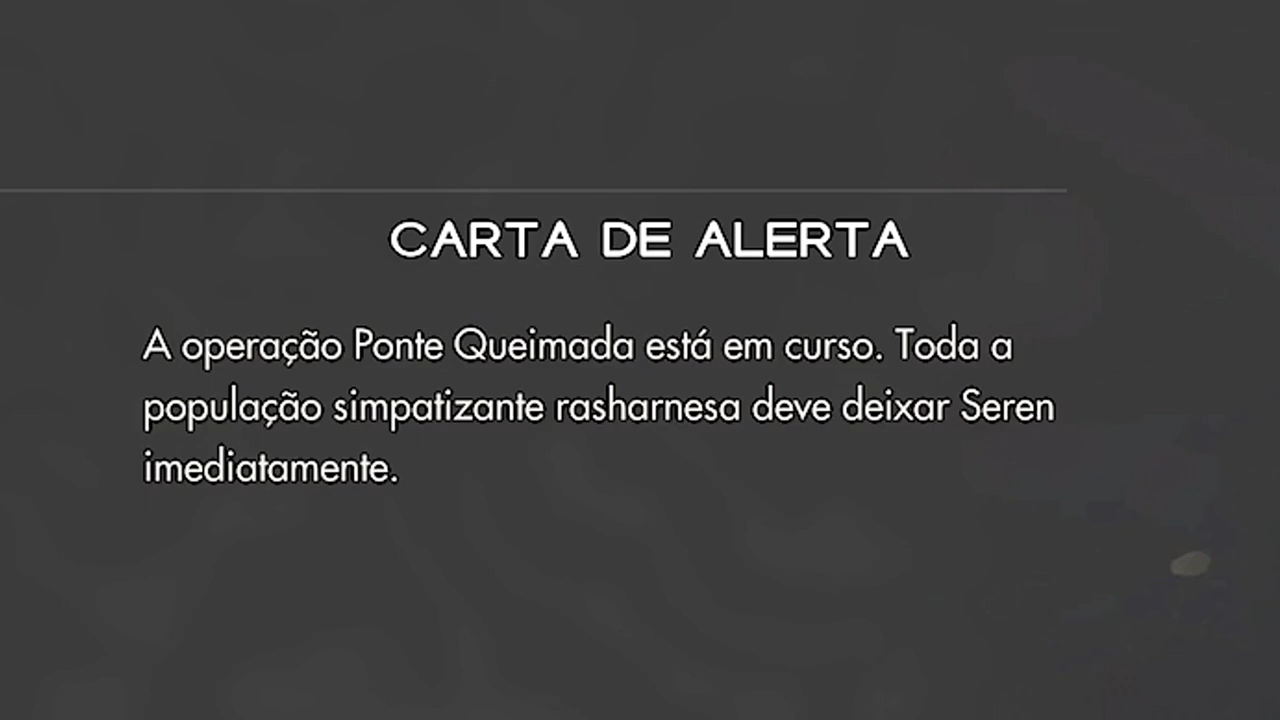 CARTA DE ALERTA
A operação Ponte Queimada está em curso. Toda a
população simpatizante rasharnesa deve deixar Seren
imediatamente.